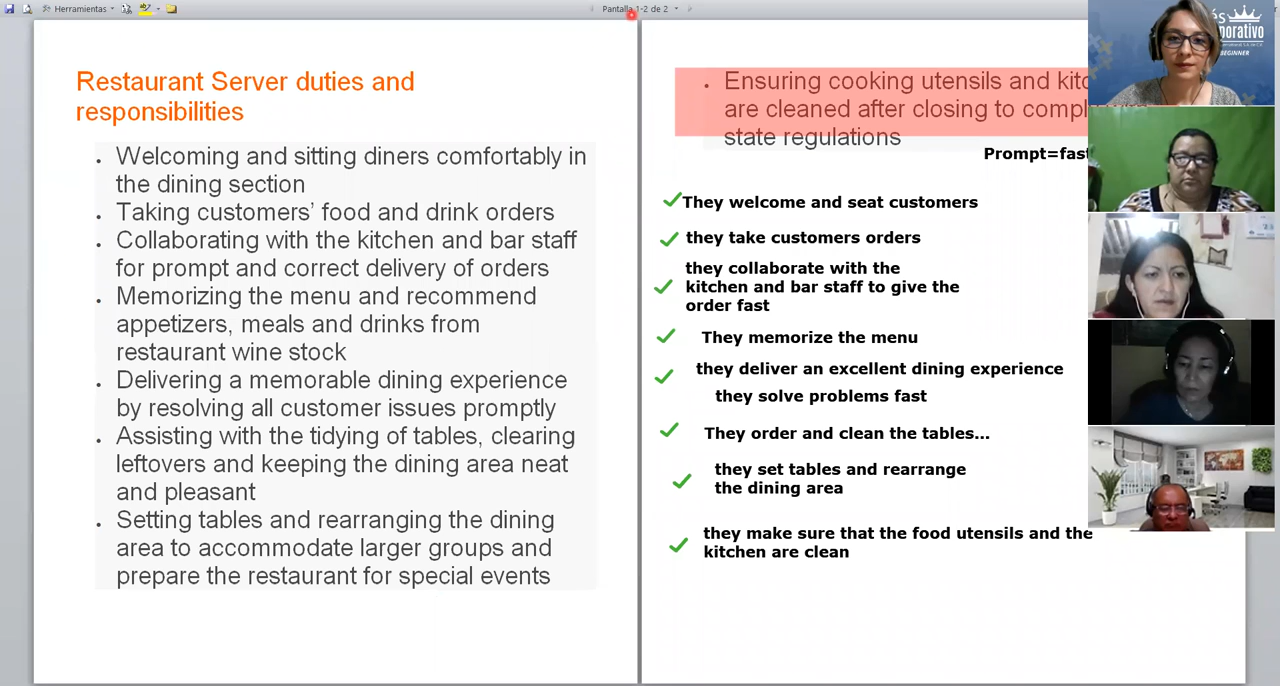 Herramientas
Pantalla 1-2 de 2
Restaurant Server duties and
responsibilities
• Welcoming and sitting diners comfortably in
the dining section
• Taking customers’ food and drink orders
• Collaborating with the kitchen and bar staff
for prompt and correct delivery of orders
• Memorizing the menu and recommend
appetizers, meals and drinks from
restaurant wine stock
• Delivering a memorable dining experience
by resolving all customer issues promptly
• Assisting with the tidying of tables, clearing
leftovers and keeping the dining area neat
and pleasant
• Setting tables and rearranging the dining
area to accommodate larger groups and
prepare the restaurant for special events
• Ensuring cooking utensils and
are cleaned after closing to
state regulations
Prompt=fast
They welcome and seat customers
they take customers orders
they collaborate with the
kitchen and bar staff to give the
order fast
They memorize the menu
they deliver an excellent dining experience
they solve problems fast
They order and clean the tables...
they set tables and rearrange
the dining area
they make sure that the food utensils and the
kitchen are clean
BEGINNER